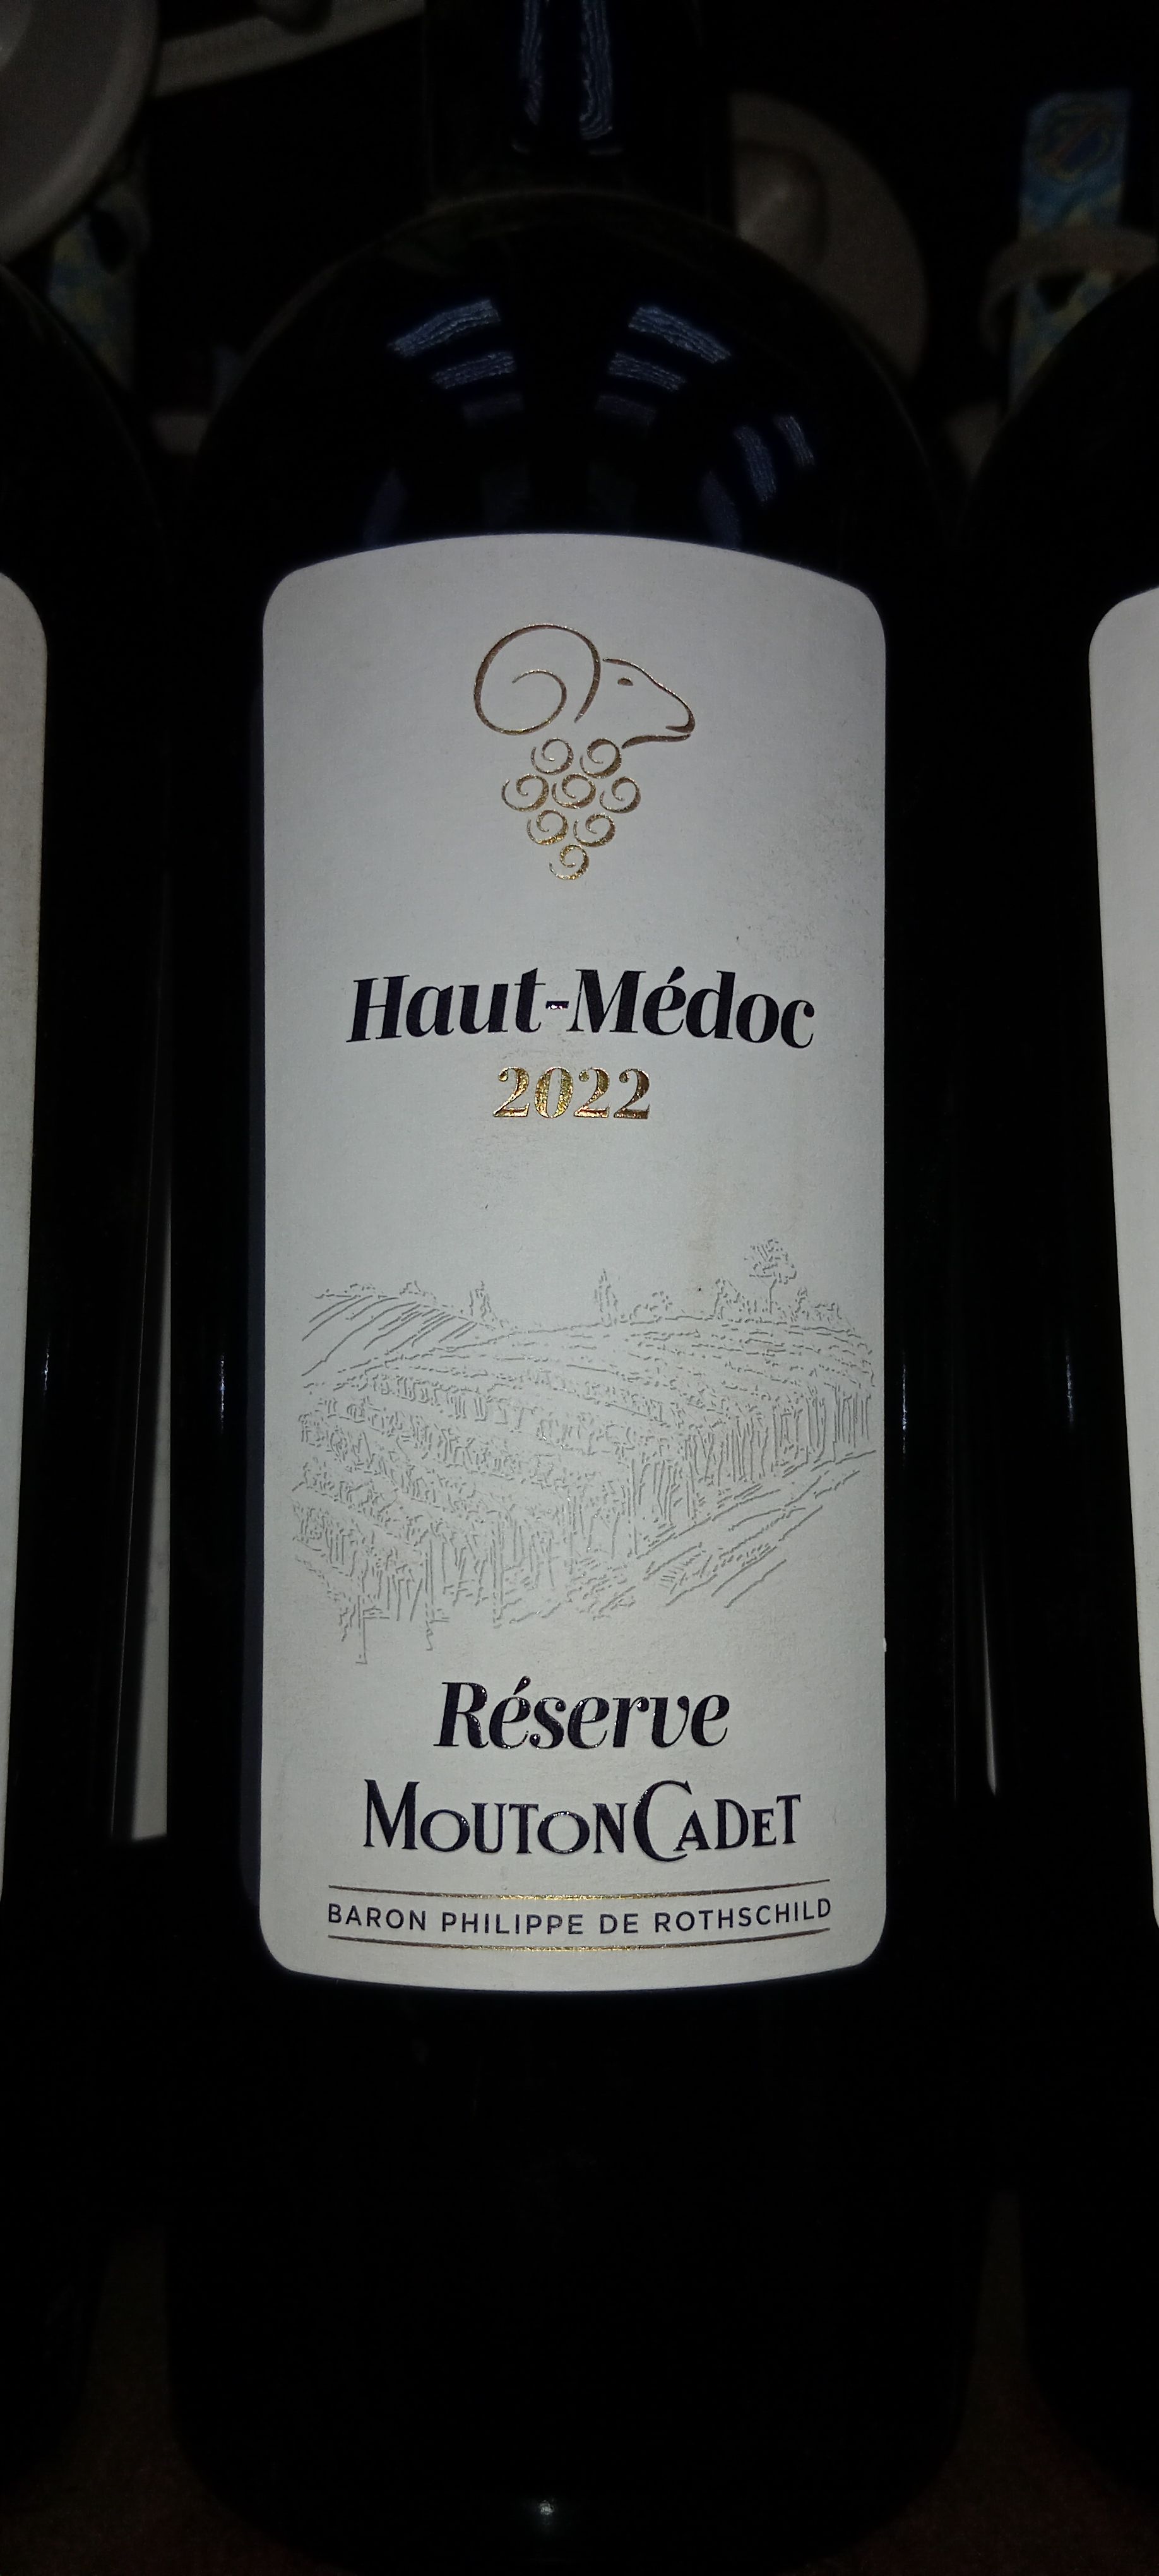 Haut-Médoc
2022
Réserve
MOUTON CADET
BARON PHILIPPE DE ROTHSCHILD